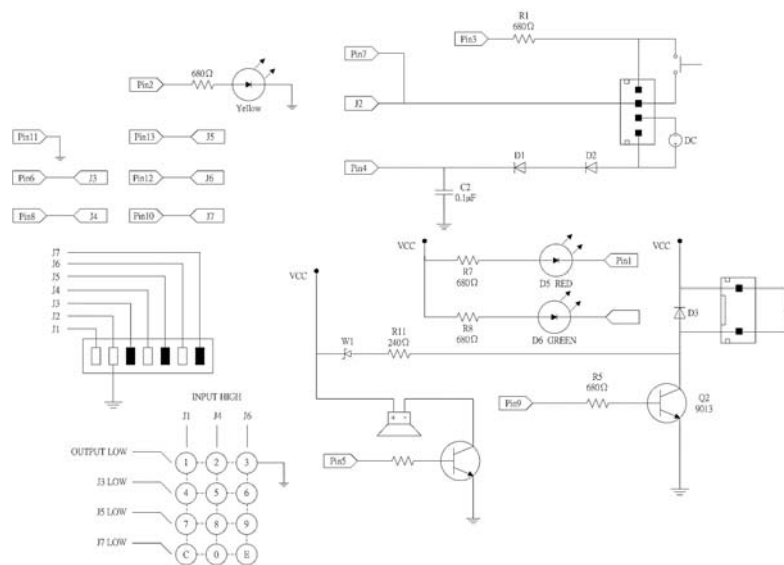 R1
680Ω
Pin3
Pin7
680Ω
Pin2
Yellow
J2
DC
Pin11
Pin13
J5
D1
D2
Pin4
Pin6
J3
Pin12
J6
C2
0.1μF
Pin8
J4
Pin10
J7
VCC
VCC
J7
J6
J5
J4
J3
J2
J1
VCC
R7
680Ω
D5 RED
Pin1
R8
680Ω
D6 GREEN
D3
W1
R11
240Ω
R5
680Ω
Pin9
Q2
9013
INPUT HIGH
J1
J4
J6
+ -
Pin5
OUTPUT LOW
1
2
3
J3 LOW
4
5
6
J5 LOW
7
8
9
J7 LOW
C
0
E